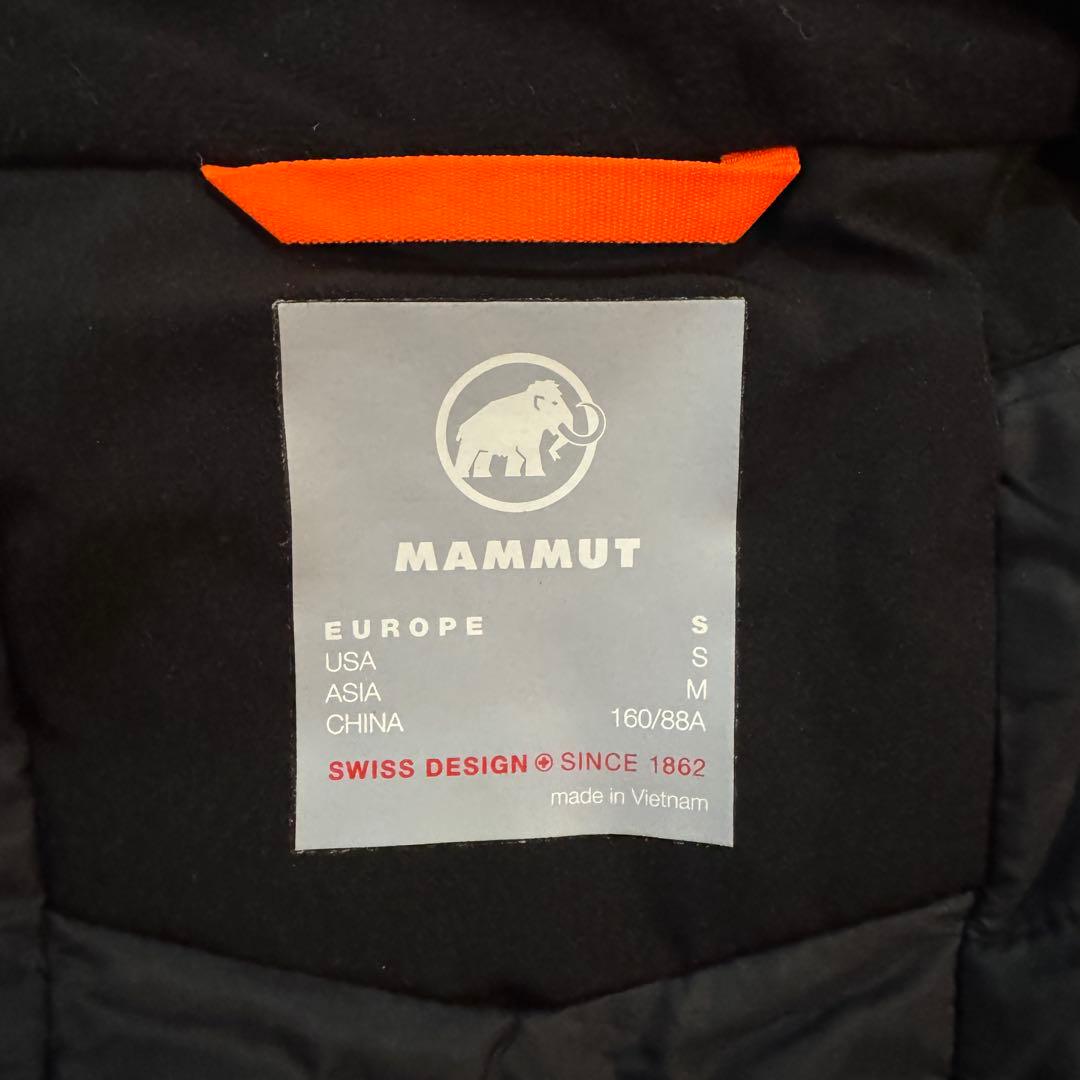 MAMMUT
EUROPE S
USA S
ASIA M
CHINA 160/88A
SWISS DESIGN SINCE 1862
made in Vietnam